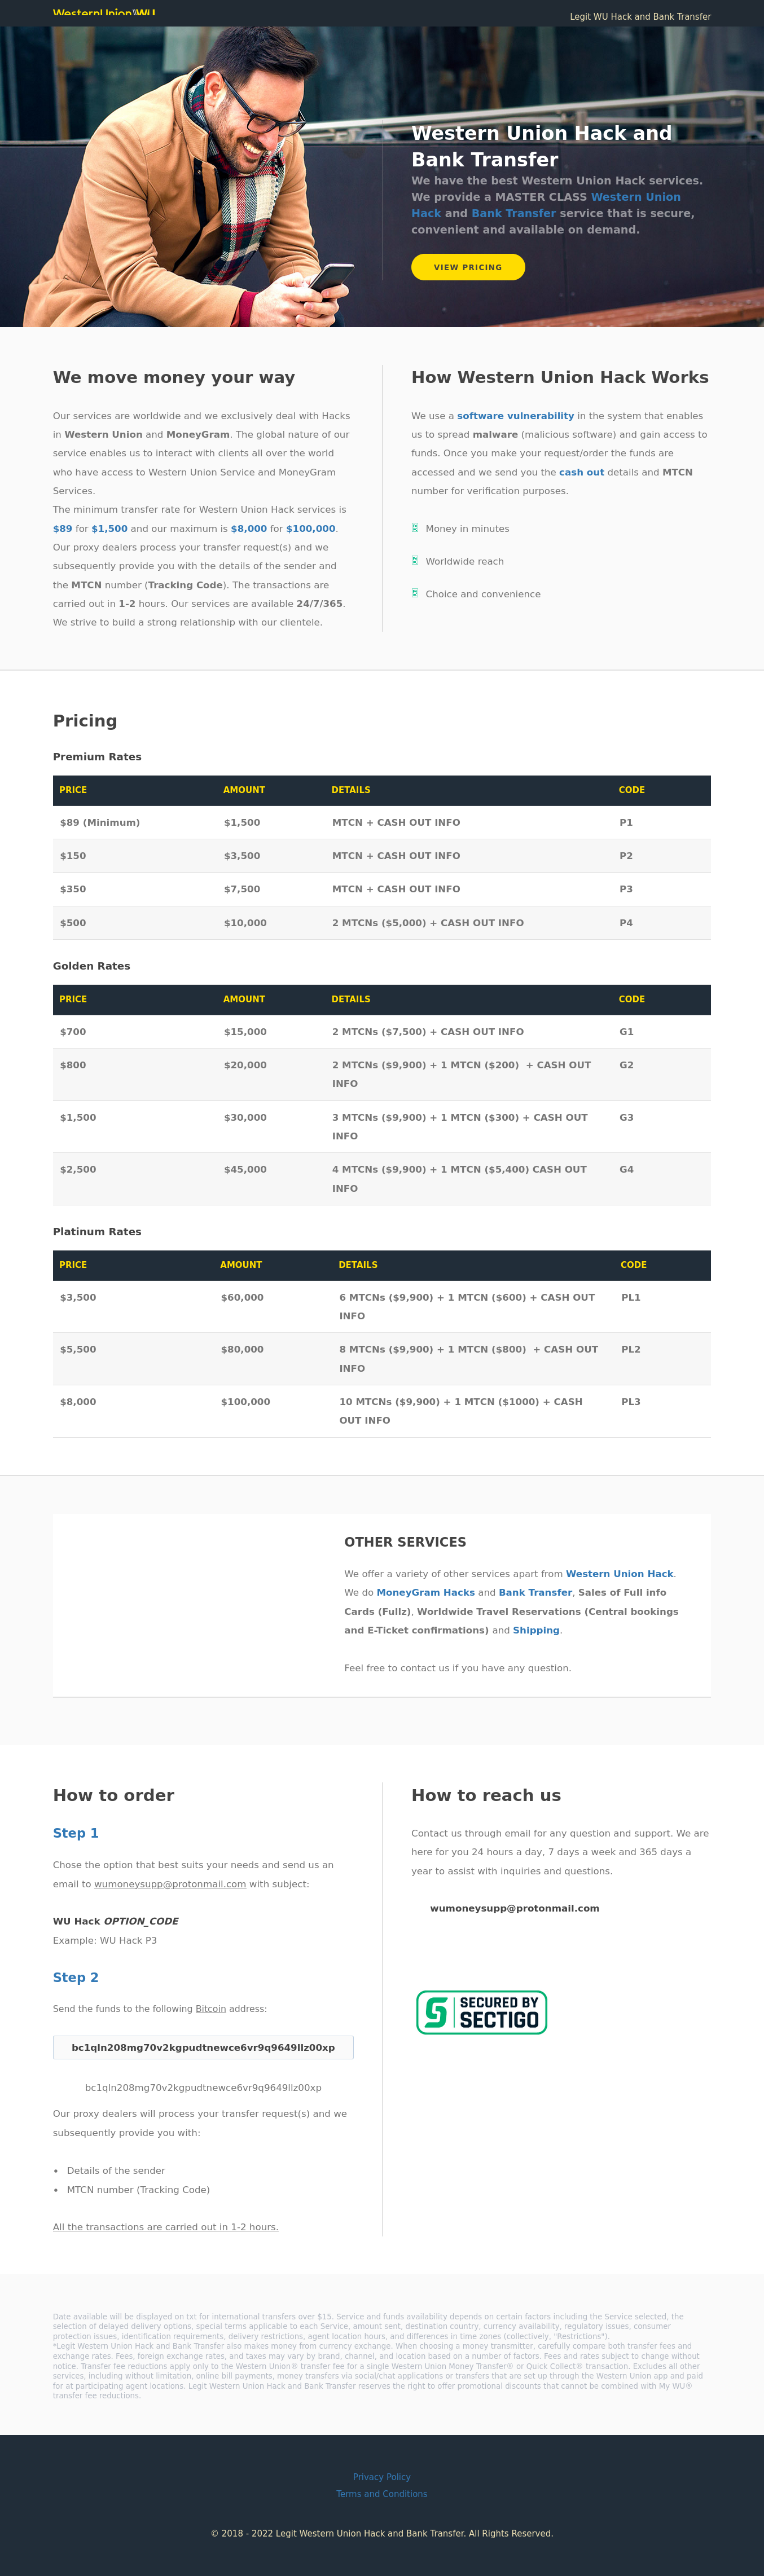 WesternUnion WU
Legit WU Hack and Bank Transfer
Western Union Hack and
Bank Transfer
We have the best Western Union Hack services.
We provide a MASTER CLASS Western Union
Hack and Bank Transfer service that is secure,
convenient and available on demand.
VIEW PRICING
We move money your way
Our services are worldwide and we exclusively deal with Hacks
in Western Union and MoneyGram. The global nature of our
service enables us to interact with clients all over the world
who have access to Western Union Service and MoneyGram
Services.
The minimum transfer rate for Western Union Hack services is
$89 for $1,500 and our maximum is $8,000 for $100,000.
Our proxy dealers process your transfer request(s) and we
subsequently provide you with the details of the sender and
the MTCN number (Tracking Code). The transactions are
carried out in 1-2 hours. Our services are available 24/7/365.
We strive to build a strong relationship with our clientele.
How Western Union Hack Works
We use a software vulnerability in the system that enables
us to spread malware (malicious software) and gain access to
funds. Once you make your request/order the funds are
accessed and we send you the cash out details and MTCN
number for verification purposes.
Money in minutes
Worldwide reach
Choice and convenience
Pricing
Premium Rates
PRICE AMOUNT DETAILS CODE
$89 (Minimum) $1,500 MTCN + CASH OUT INFO P1
$150 $3,500 MTCN + CASH OUT INFO P2
$350 $7,500 MTCN + CASH OUT INFO P3
$500 $10,000 2 MTCNs ($5,000) + CASH OUT INFO P4
Golden Rates
PRICE AMOUNT DETAILS CODE
$700 $15,000 2 MTCNs ($7,500) + CASH OUT INFO G1
$800 $20,000 2 MTCNs ($9,900) + 1 MTCN ($200) + CASH OUT G2
INFO
$1,500 $30,000 3 MTCNs ($9,900) + 1 MTCN ($300) + CASH OUT G3
INFO
$2,500 $45,000 4 MTCNs ($9,900) + 1 MTCN ($5,400) CASH OUT G4
INFO
Platinum Rates
PRICE AMOUNT DETAILS CODE
$3,500 $60,000 6 MTCNs ($9,900) + 1 MTCN ($600) + CASH OUT PL1
INFO
$5,500 $80,000 8 MTCNs ($9,900) + 1 MTCN ($800) + CASH OUT PL2
INFO
$8,000 $100,000 10 MTCNs ($9,900) + 1 MTCN ($1000) + CASH PL3
OUT INFO
OTHER SERVICES
We offer a variety of other services apart from Western Union Hack.
We do MoneyGram Hacks and Bank Transfer, Sales of Full info
Cards (Fullz), Worldwide Travel Reservations (Central bookings
and E-Ticket confirmations) and Shipping.
Feel free to contact us if you have any question.
How to order
Step 1
Chose the option that best suits your needs and send us an
email to wumoneysupp@protonmail.com with subject:
WU Hack OPTION_CODE
Example: WU Hack P3
Step 2
Send the funds to the following Bitcoin address:
bc1qln208mg70v2kgpudtnewce6vr9q9649llz00xp
bc1qln208mg70v2kgpudtnewce6vr9q9649llz00xp
Our proxy dealers will process your transfer request(s) and we
subsequently provide you with:
• Details of the sender
• MTCN number (Tracking Code)
All the transactions are carried out in 1-2 hours.
How to reach us
Contact us through email for any question and support. We are
here for you 24 hours a day, 7 days a week and 365 days a
year to assist with inquiries and questions.
wumoneysupp@protonmail.com
SECURED BY
SECTIGO
Date available will be displayed on txt for international transfers over $15. Service and funds availability depends on certain factors including the Service selected, the
selection of delayed delivery options, special terms applicable to each Service, amount sent, destination country, currency availability, regulatory issues, consumer
protection issues, identification requirements, delivery restrictions, agent location hours, and differences in time zones (collectively, "Restrictions").
*Legit Western Union Hack and Bank Transfer also makes money from currency exchange. When choosing a money transmitter, carefully compare both transfer fees and
exchange rates. Fees, foreign exchange rates, and taxes may vary by brand, channel, and location based on a number of factors. Fees and rates subject to change without
notice. Transfer fee reductions apply only to the Western Union® transfer fee for a single Western Union Money Transfer® or Quick Collect® transaction. Excludes all other
services, including without limitation, online bill payments, money transfers via social/chat applications or transfers that are set up through the Western Union app and paid
for at participating agent locations. Legit Western Union Hack and Bank Transfer reserves the right to offer promotional discounts that cannot be combined with My WU®
transfer fee reductions.
Privacy Policy
Terms and Conditions
© 2018 - 2022 Legit Western Union Hack and Bank Transfer. All Rights Reserved.